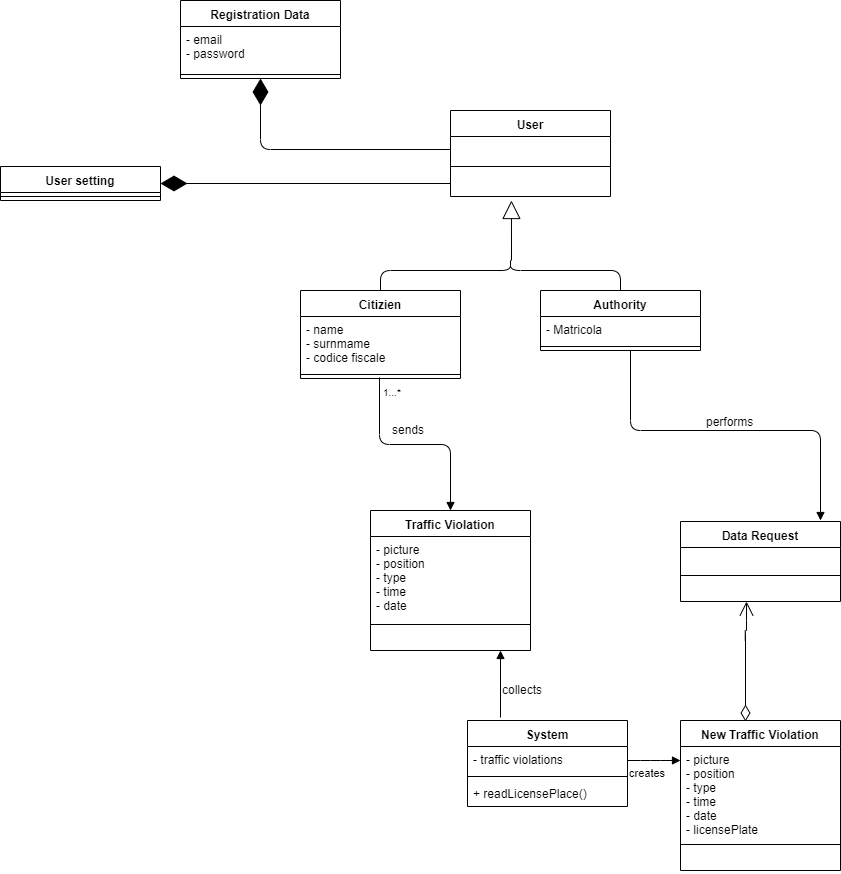 Registration Data
- email
- password
User
User setting
Citizien
- name
- surnmame
- codice fiscale
Authority
- Matricola
1...*
sends
performs
Traffic Violation
- picture
- position
- type
- time
- date
Data Request
collects
System
- traffic violations
+ readLicensePlace()
creates
New Traffic Violation
- picture
- position
- type
- time
- date
- licensePlate